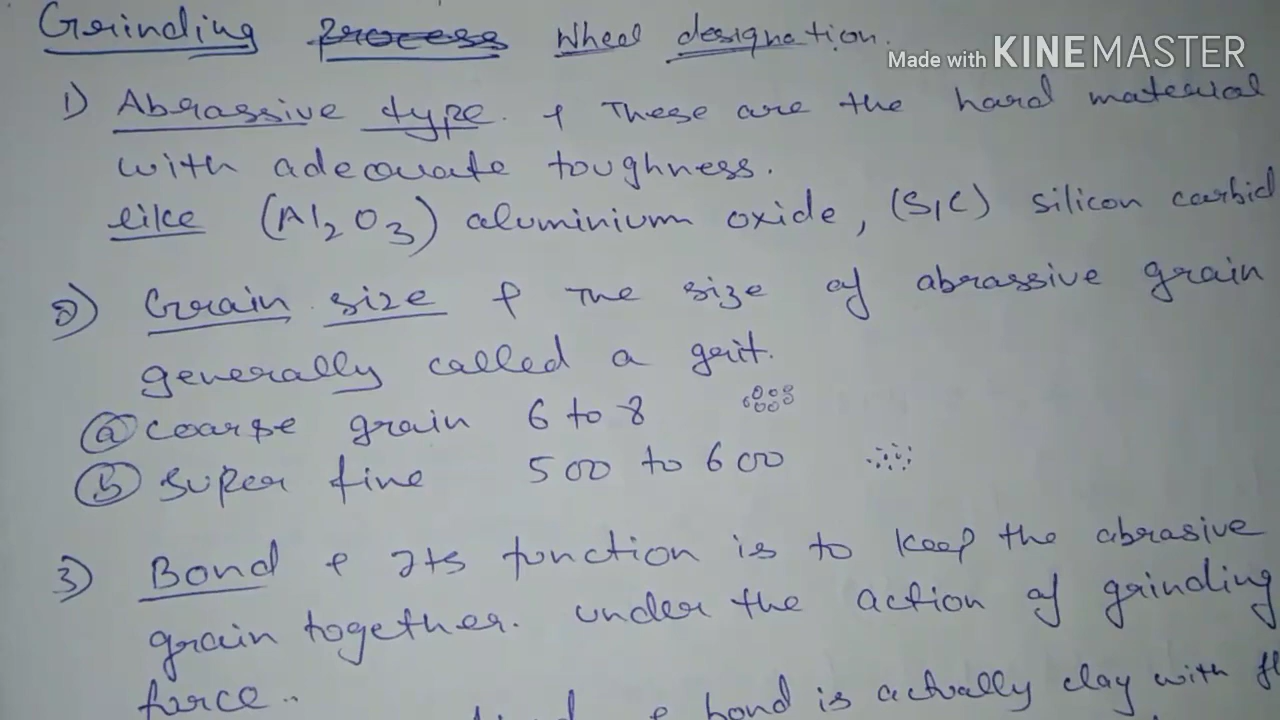 Grinding process Wheel designation.
Made with KINEMASTER
1) Abrassive type. & These are the hard material
with adequate toughness.
like (Al2O3) aluminium oxide, (SiC) silicon carbid
2) Grain size & The size of abrassive grain
generally called a grit.
(a) coarse grain 6 to 8
(b) super fine 500 to 600
3) Bond & Its function is to keep the abrasive
grain together. under the action of grinding
force..
bond is actually clay with